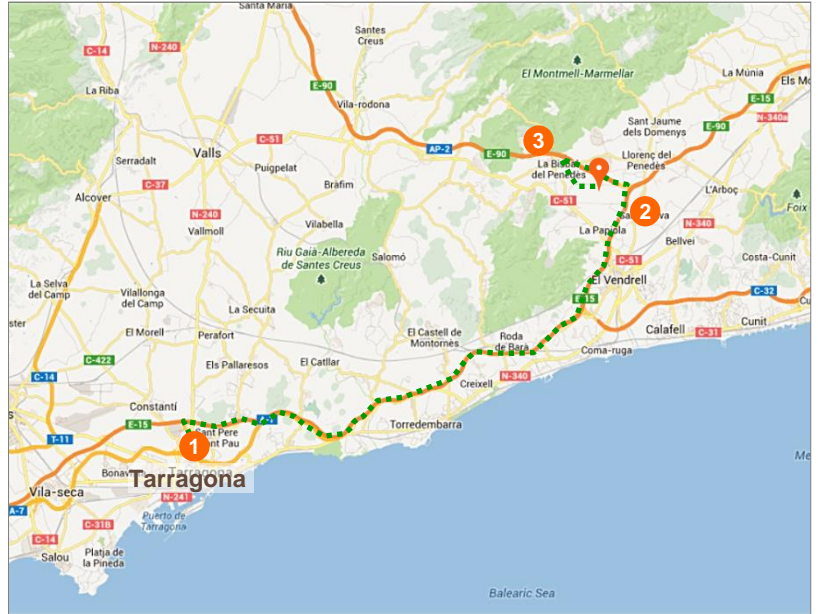 Santa Maria
C-14
N-240
Santes
Creus
El Montmell-Marmellar
La Múnia
Els Mo
La Riba
E-90
E-15
Vila-rodona
N-340a
Sant Jaume
dels Domenys
E-90
Valls
C-51
3
AP-2
E-90
Serradalt
Puigpelat
La Bisbal
del Penedès
Llorenç del
Penedès
C-37
Bràfim
L'Arboç
Alcover
C-51
2
Foix
N-240
Vilabella
N-340
Vallmoll
La Papiola
Bellvei
Riu Gaià-Albereda
de Santes Creus
Salomó
C-51
Costa-Cunit
La Selva
del Camp
Vilallonga
del Camp
El Vendrell
C-32
E-15
La Secuita
Cunit
ster
El Morell
Perafort
El Castell de
Montornès
Roda
de Barà
Calafell
C-31
Coma-ruga
C-422
Els Pallaresos
El Catllar
C-14
Creixell
N-340
Constantí
E-15
Torredembarra
T-11
Sant Pere
1
Tarragona
Vila-seca
N-241
A-7
Puerto de
Tarragona
C-31B
C-14
Platja de
la Pineda
Salou
Balearic Sea